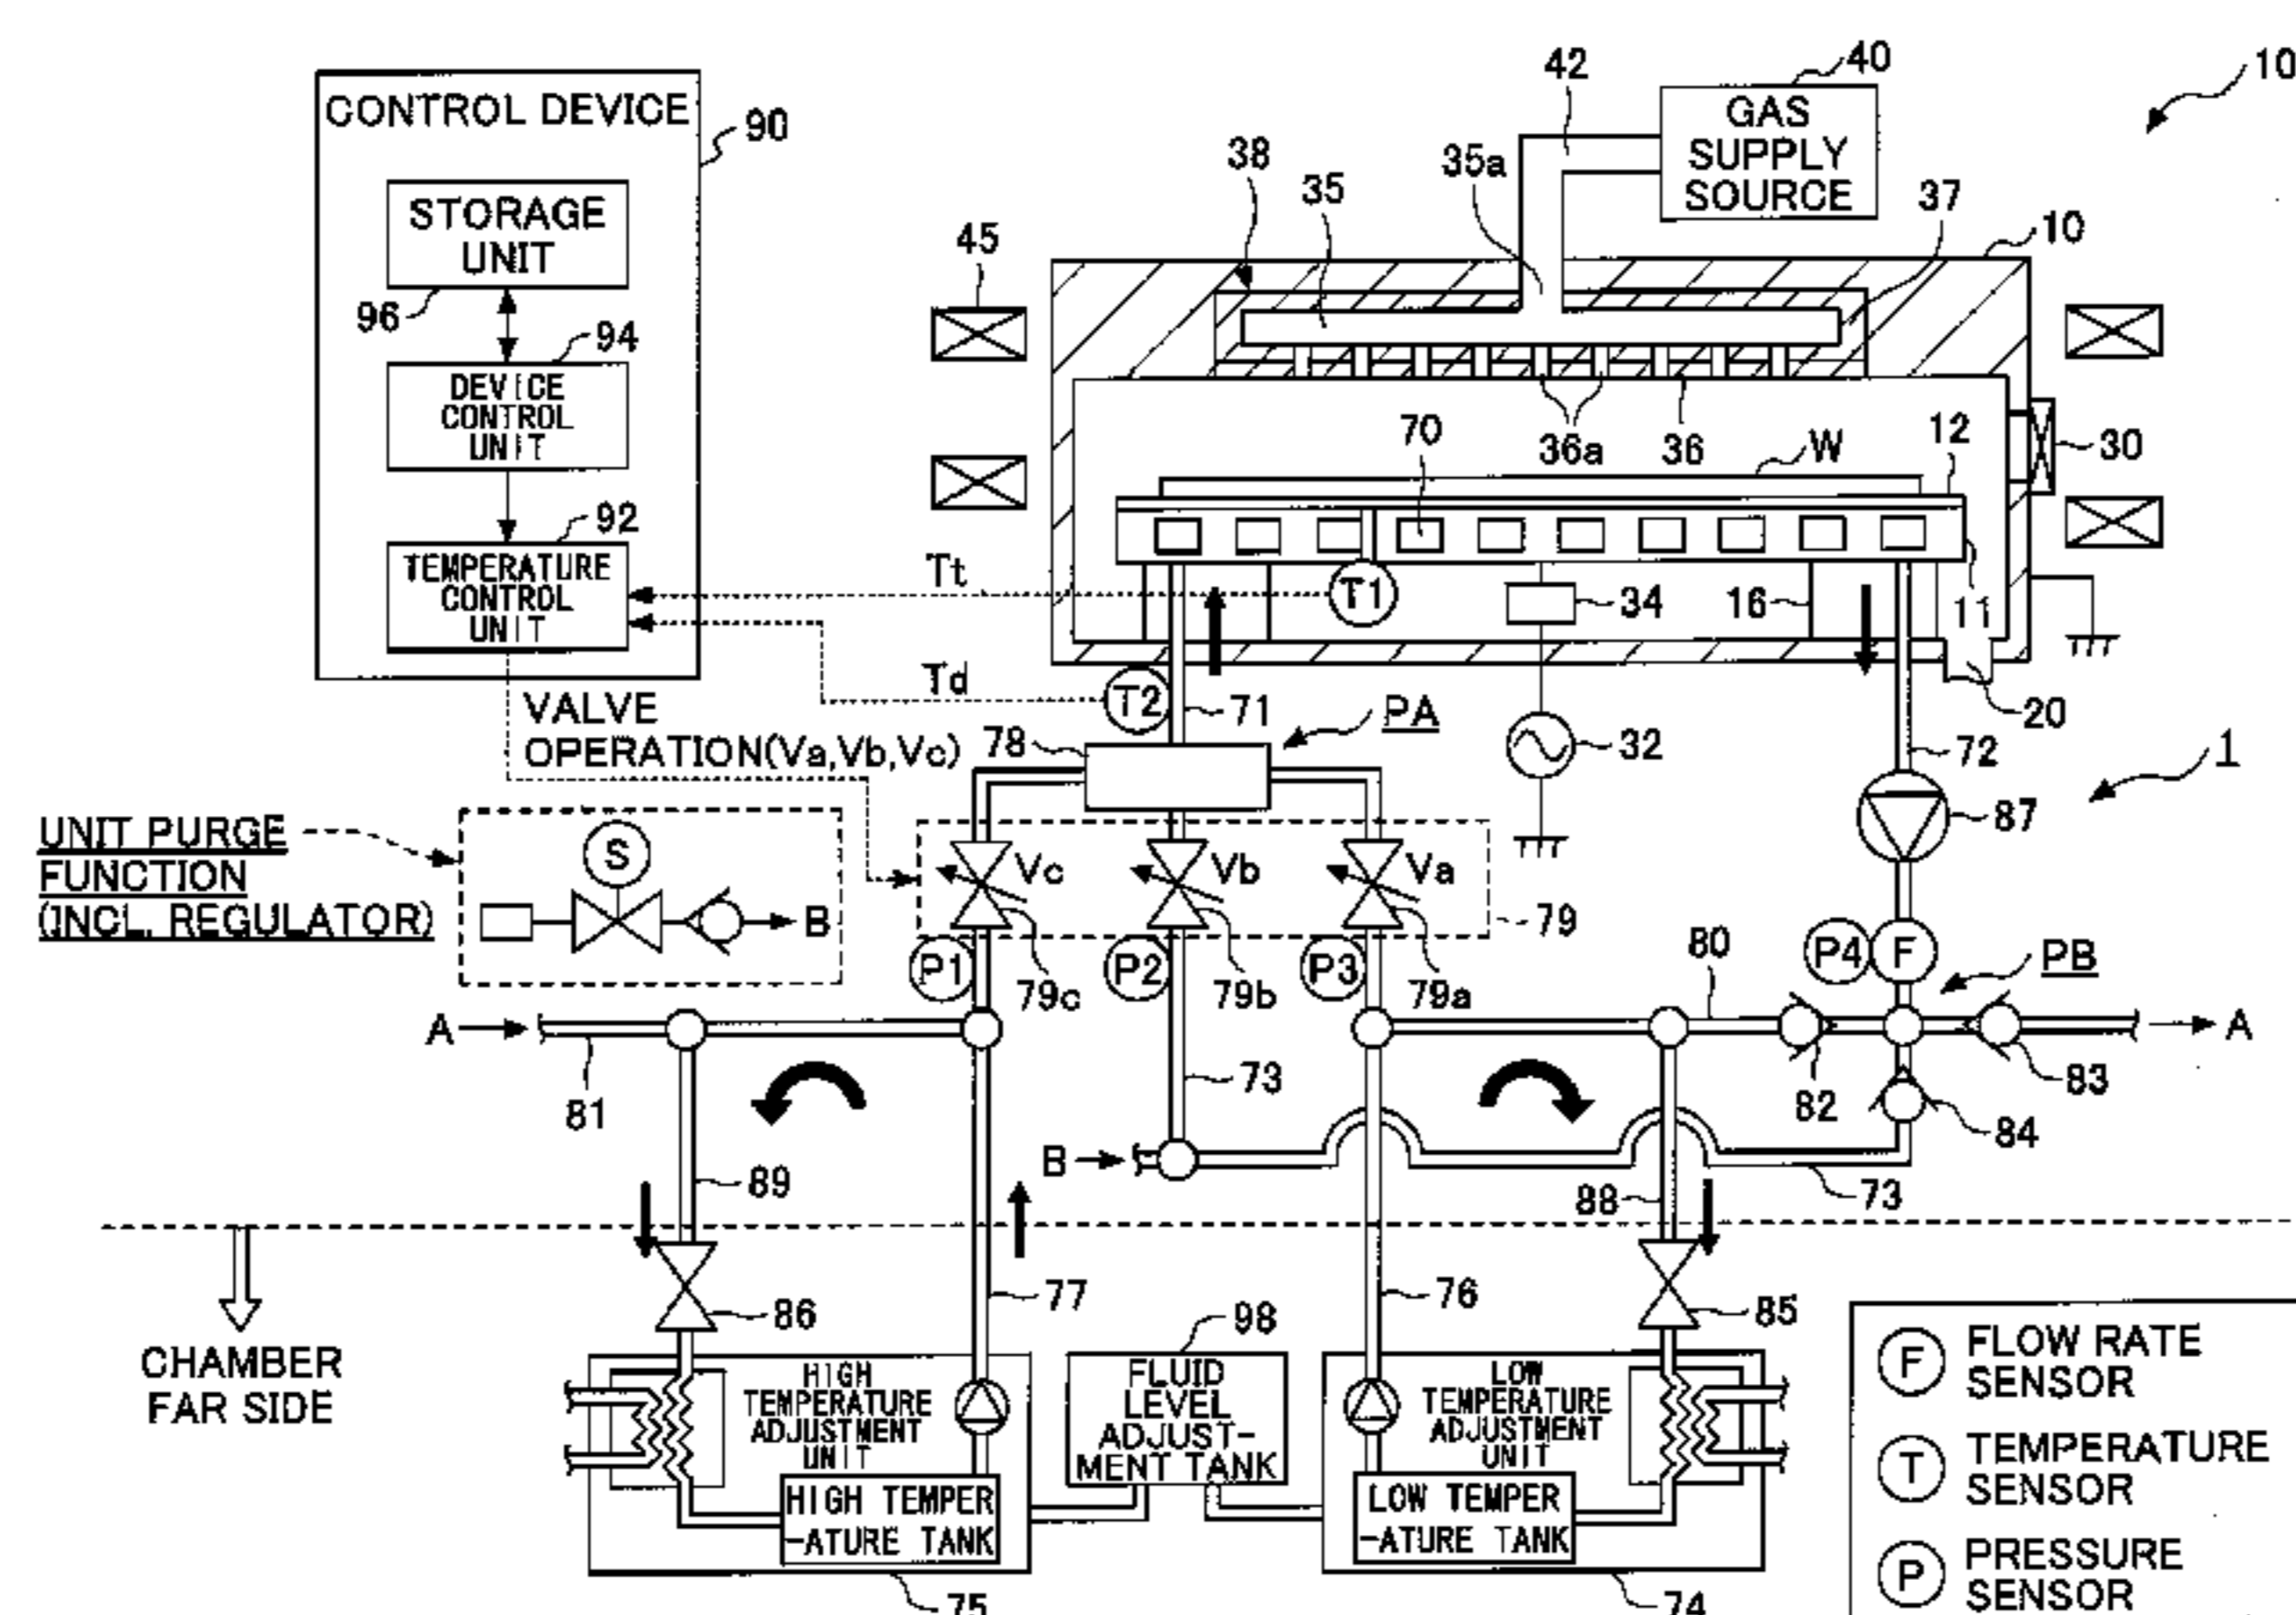 CONTROL DEVICE
90
STORAGE
UNIT
96
94
DEVICE
CONTROL
UNIT
92
TEMPERATURE
CONTROL
UNIT
Tt
Td
VALVE
OPERATION(Va,Vb,Vc)
UNIT PURGE
FUNCTION
(INCL. REGULATOR)
S
B
40
GAS
SUPPLY
SOURCE
42
35a
38
35
45
37
10
10
70
36a
36
W
12
30
T1
34
16
11
T2
71
PA
32
20
72
1
78
87
Vc
Vb
Va
79
P1
79c
P2
79b
P3
79a
80
P4
F
PB
A
81
73
82
83
A
84
B
73
89
88
CHAMBER
FAR SIDE
86
77
98
76
85
HIGH
TEMPERATURE
ADJUSTMENT
UNIT
HIGH TEMPER
-ATURE TANK
75
FLUID
LEVEL
ADJUST-
MENT TANK
LOW
TEMPERATURE
ADJUSTMENT
UNIT
LOW TEMPER
-ATURE TANK
74
F FLOW RATE
SENSOR
T TEMPERATURE
SENSOR
P PRESSURE
SENSOR